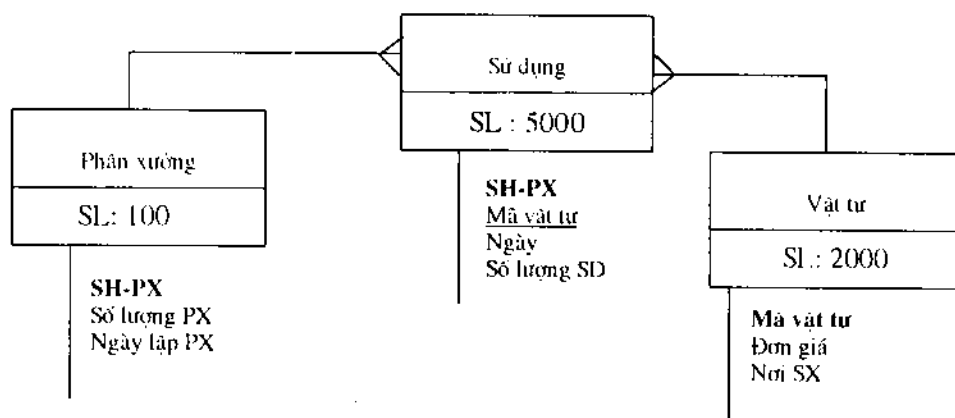 Sử dụng
SL : 5000
Phân xưởng
SL: 100
SH-PX
Số lượng PX
Ngày lập PX
SH-PX
Mã vật tư
Ngày
Số lượng SD
Vật tư
SL: 2000
Mã vật tư
Đơn giá
Nơi SX